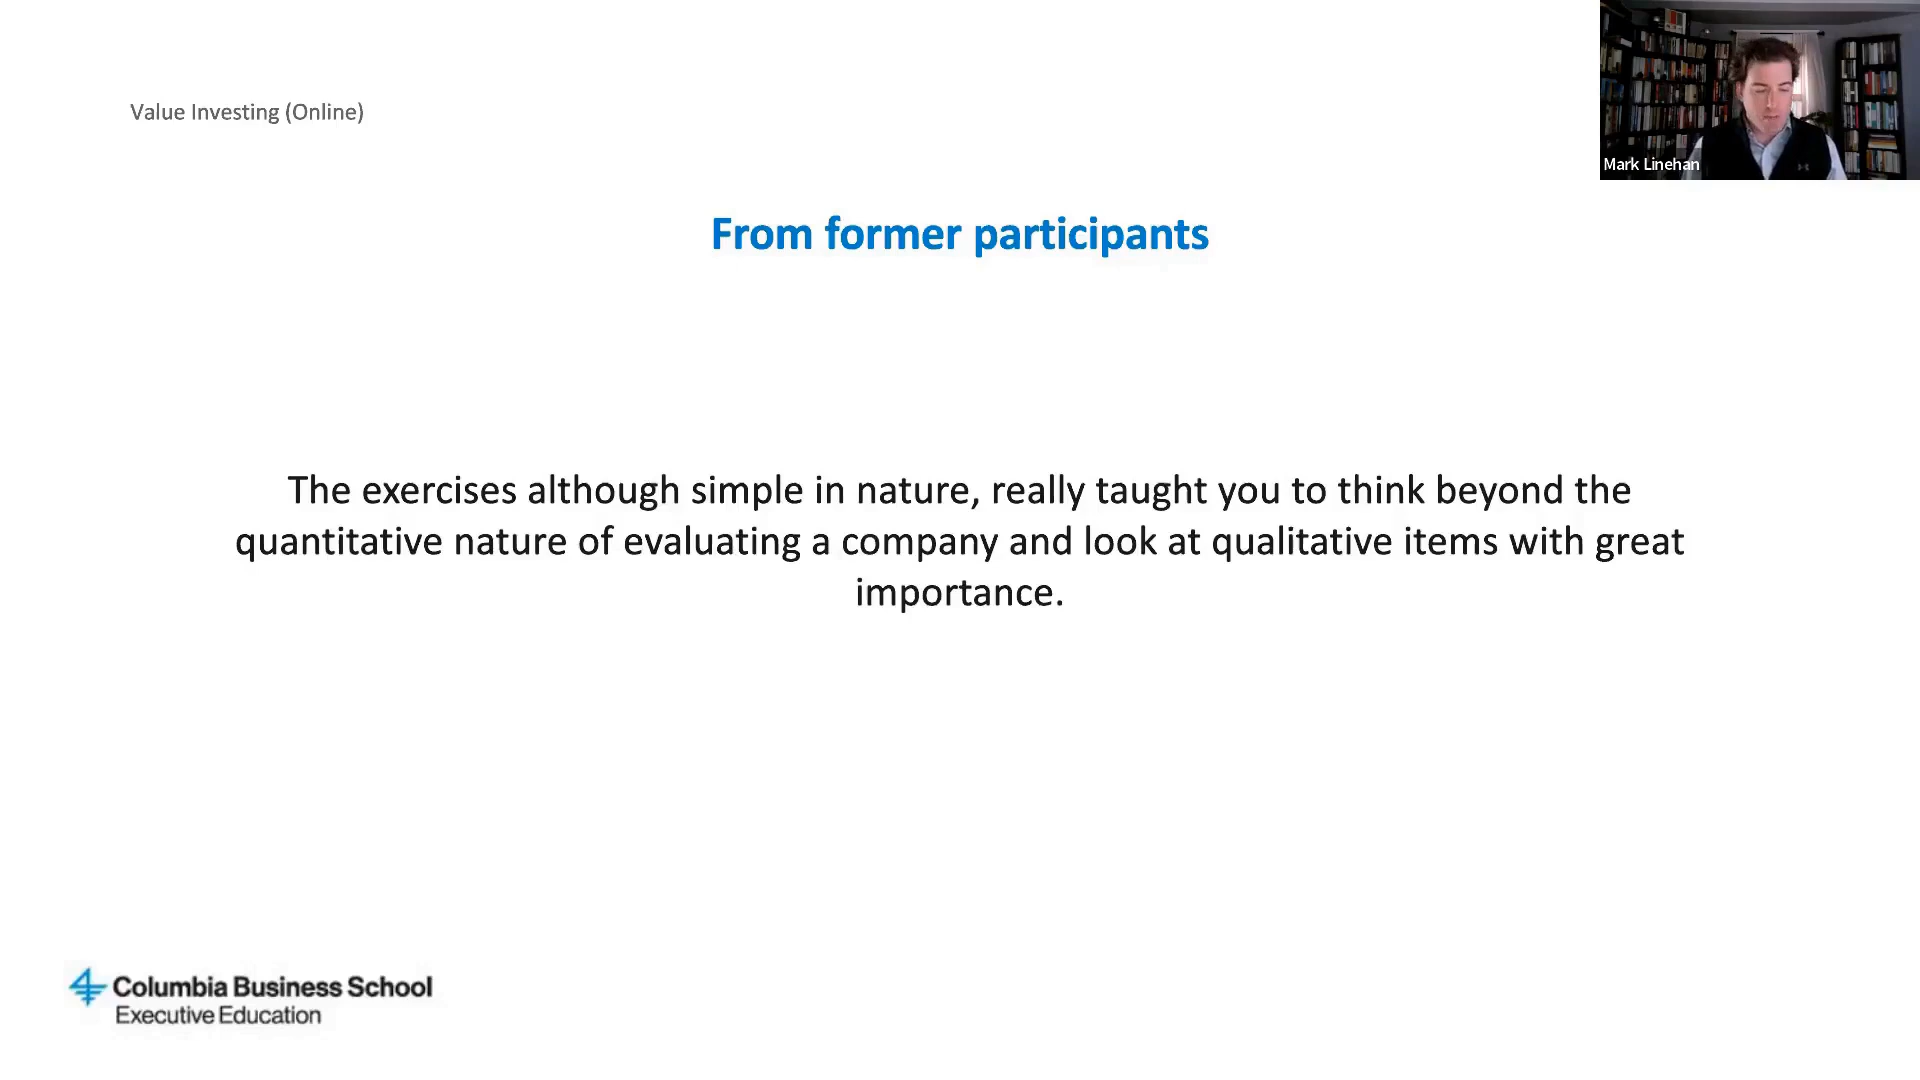 Value Investing (Online)
Mark Linehan
From former participants
The exercises although simple in nature, really taught you to think beyond the
quantitative nature of evaluating a company and look at qualitative items with great
importance.
Columbia Business School
Executive Education